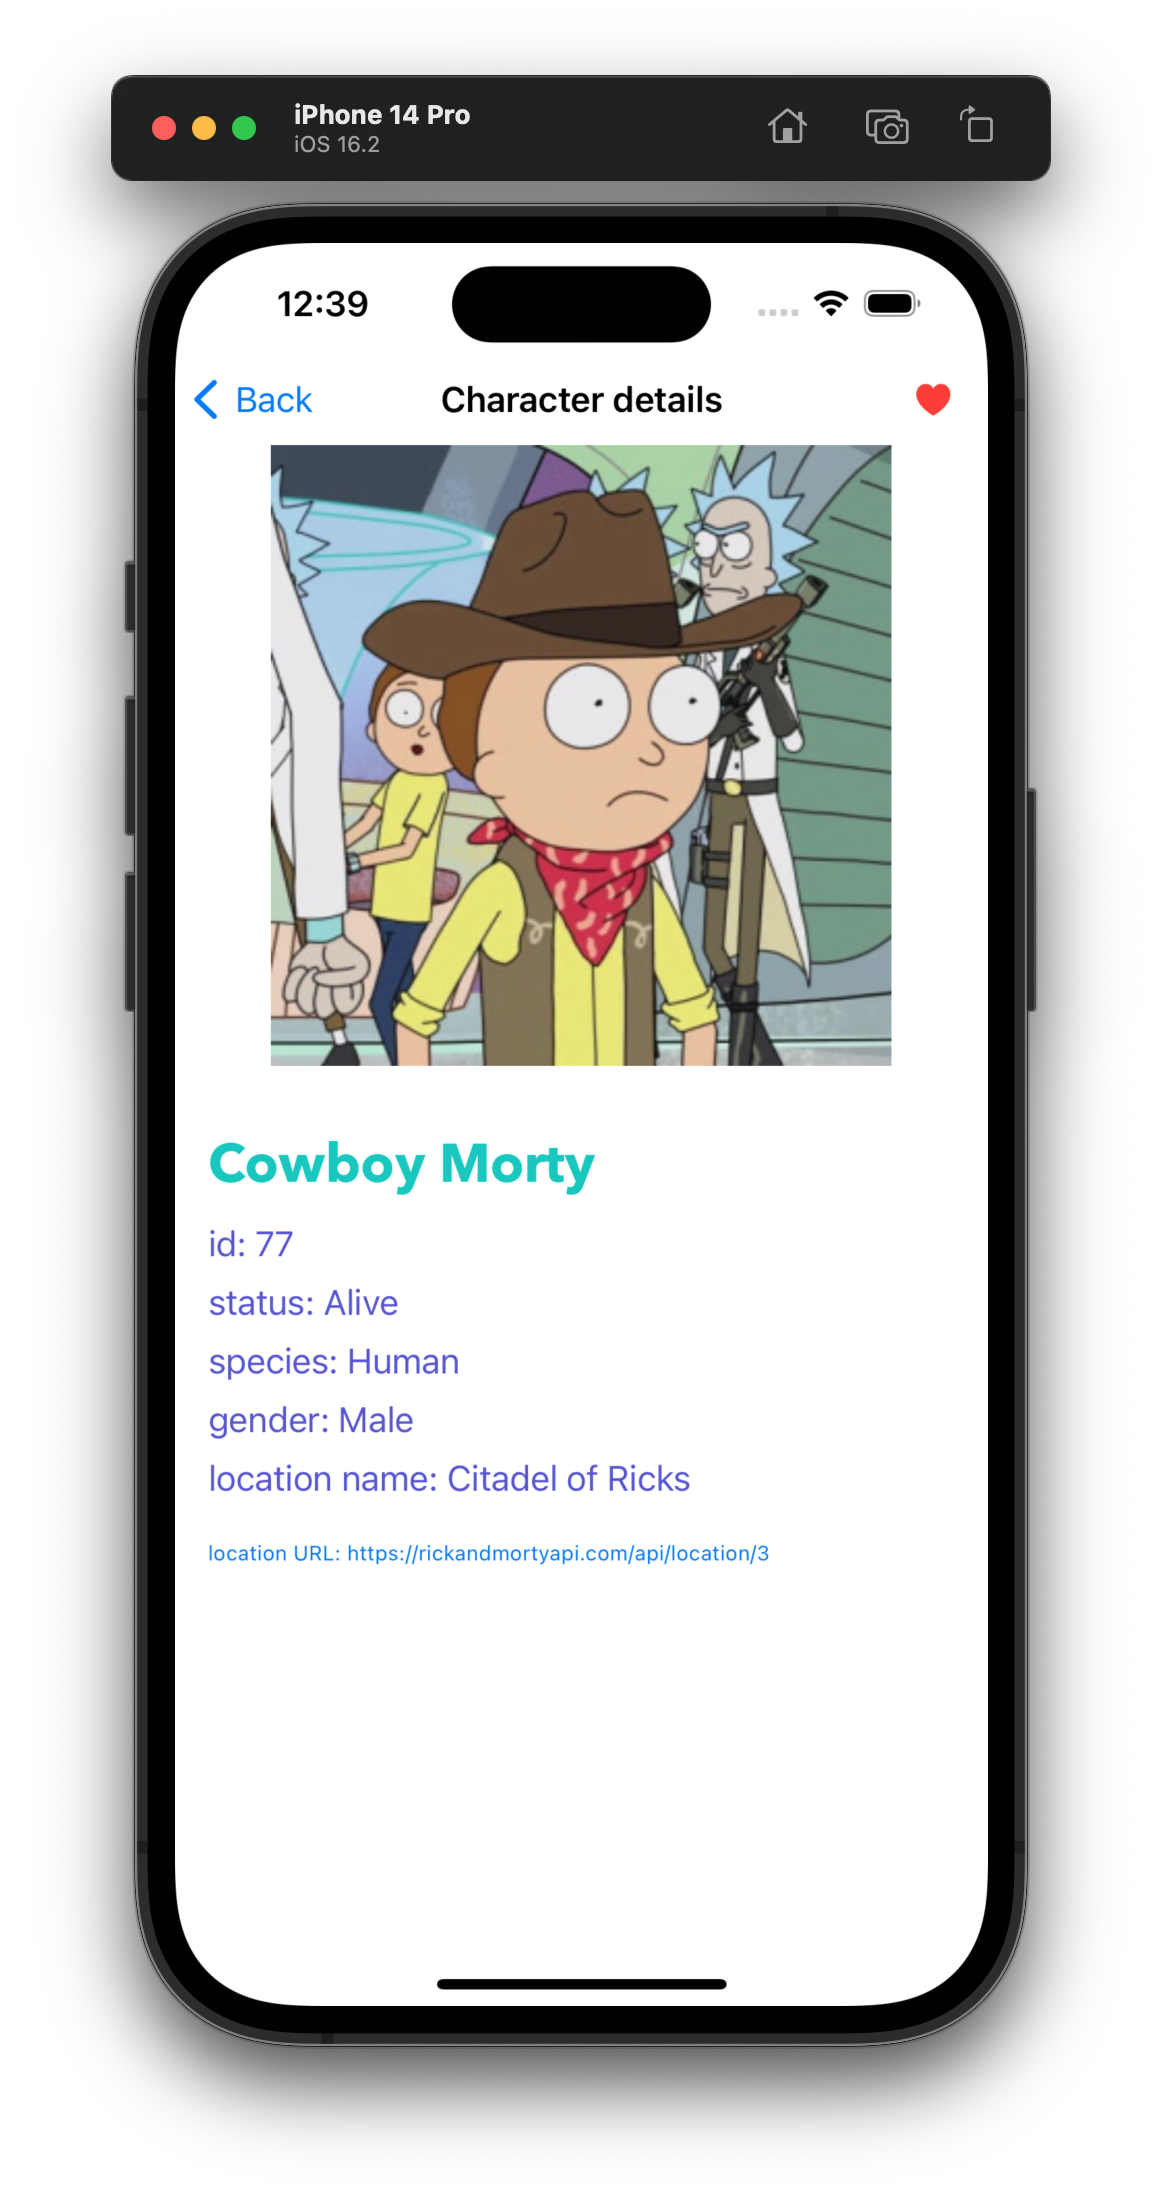 iPhone 14 Pro
iOS 16.2
12:39
Back Character details
Cowboy Morty
id: 77
status: Alive
species: Human
gender: Male
location name: Citadel of Ricks
location URL: https://rickandmortyapi.com/api/location/3